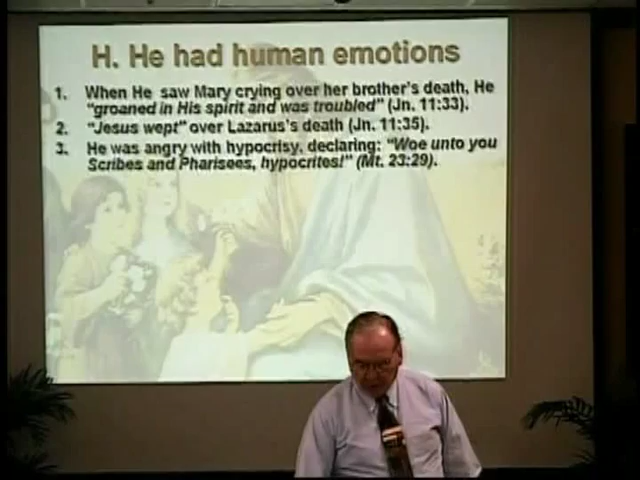 H. He had human emotions
1. When He saw Mary crying over her brother's death, He
"groaned in His spirit and was troubled" (Jn. 11:33).
2. "Jesus wept" over Lazarus's death (Jn. 11:35).
3. He was angry with hypocrisy, declaring: "Woe unto you
Scribes and Pharisees, hypocrites!" (Mt. 23:29).